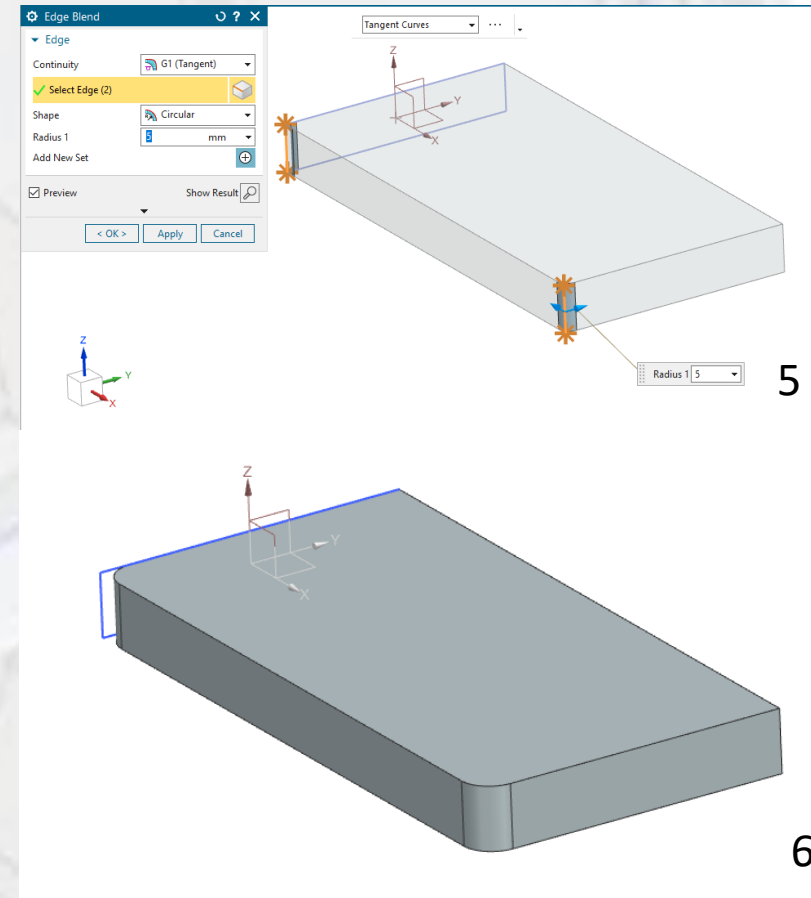 Edge Blend
Edge
Continuity G1 (Tangent)
Select Edge (2)
Shape Circular
Radius 1 5 mm
Add New Set
Preview Show Result
< OK > Apply Cancel
Tangent Curves ...
Z
Y
X
Z
Y
X
Radius 1 5
5
Z
Y
X
6